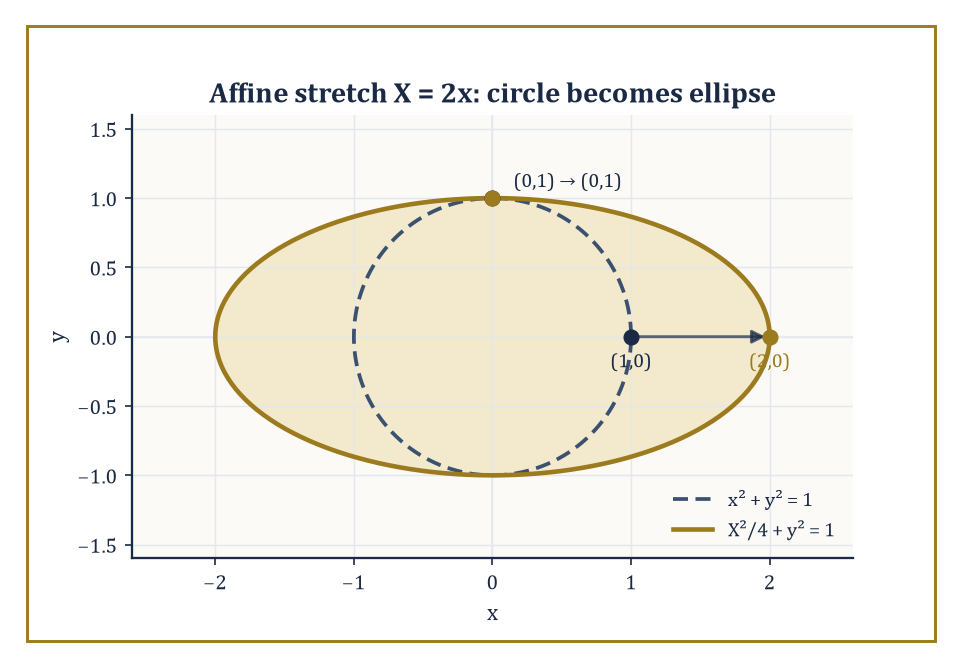 Affine stretch X = 2x: circle becomes ellipse
1.5
1.0
0.5
0.0
−0.5
−1.0
−1.5
y
(0,1) → (0,1)
(1,0)
(2,0)
x² + y² = 1
X²/4 + y² = 1
−2
−1
0
1
2
x